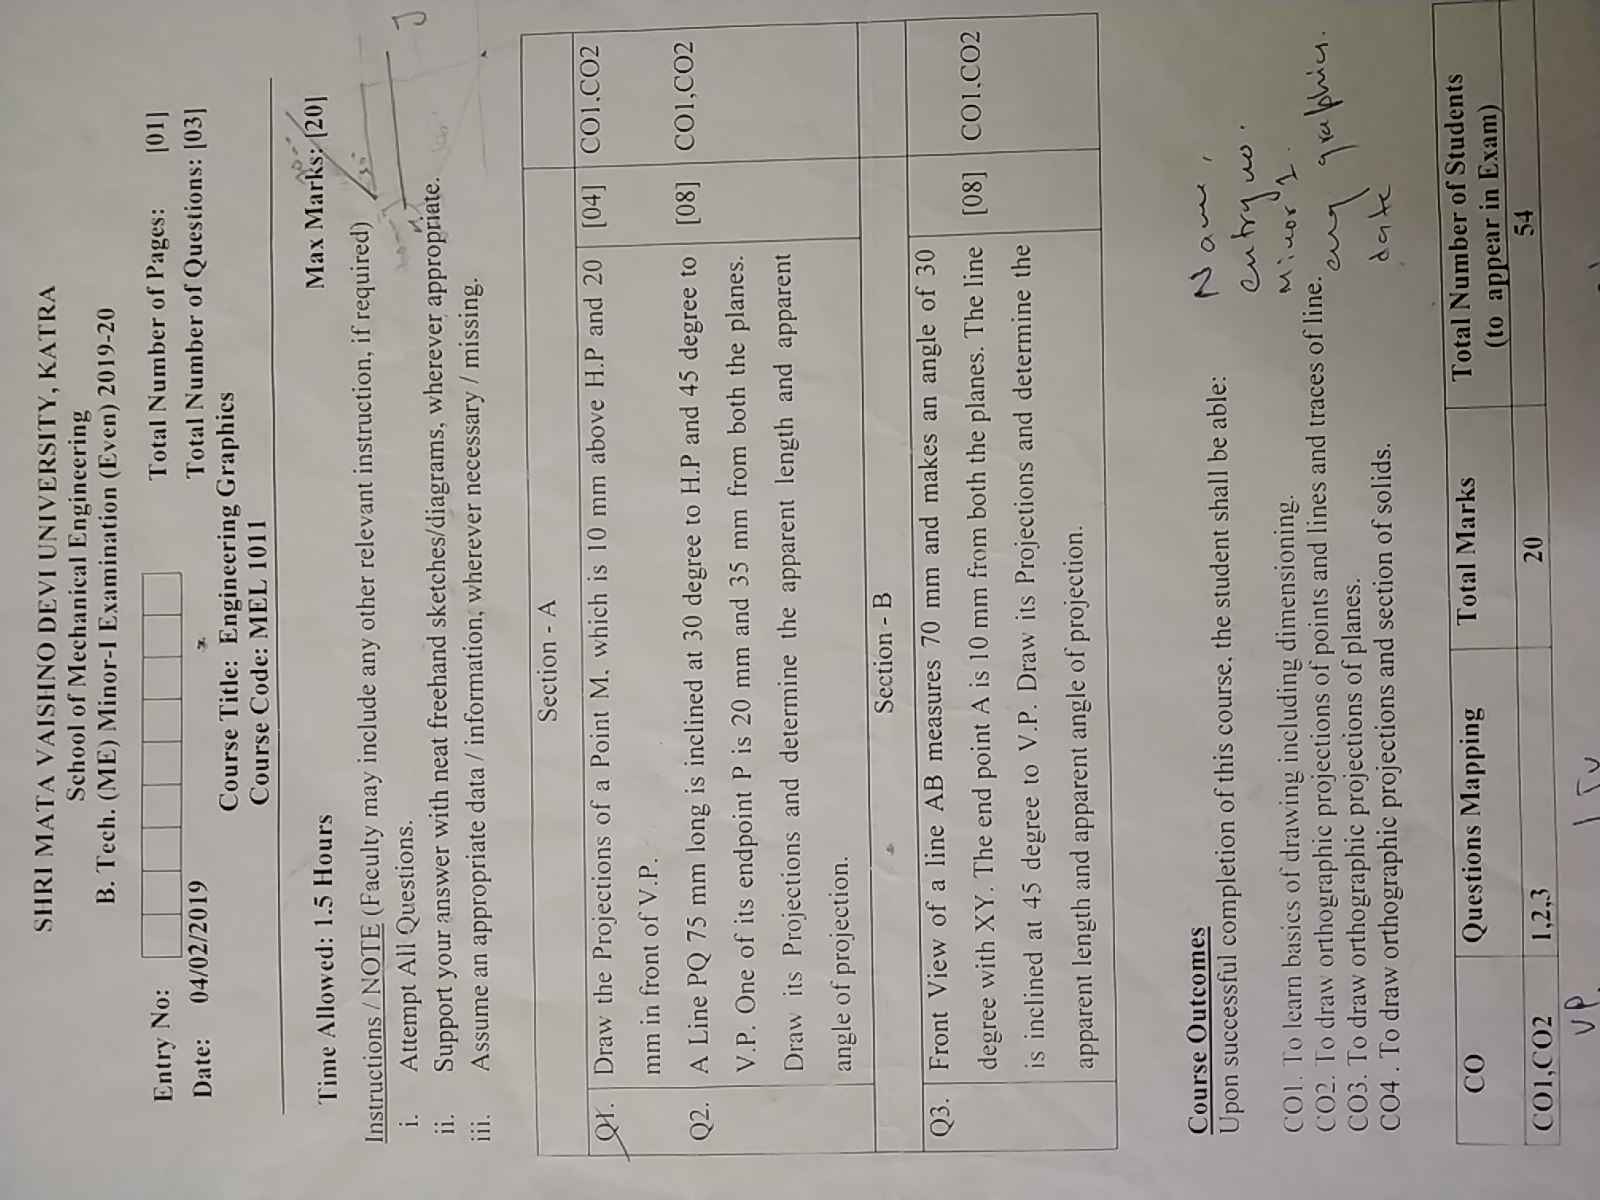 SHRI MATA VAISHNO DEVI UNIVERSITY, KATRA
School of Mechanical Engineering
B. Tech. (ME) Minor-I Examination (Even) 2019-20
Entry No:
Total Number of Pages: [01]
Date: 04/02/2019
Total Number of Questions: [03]
Course Title: Engineering Graphics
Course Code: MEL 1011
Time Allowed: 1.5 Hours
Max Marks: [20]
Instructions / NOTE (Faculty may include any other relevant instruction, if required)
i. Attempt All Questions.
ii. Support your answer with neat freehand sketches/diagrams, wherever appropriate.
iii. Assume an appropriate data / information, wherever necessary / missing.
Section - A
Q1. Draw the Projections of a Point M, which is 10 mm above H.P and 20 [04] CO1,CO2
mm in front of V.P.
Q2. A Line PQ 75 mm long is inclined at 30 degree to H.P and 45 degree to [08] CO1,CO2
V.P. One of its endpoint P is 20 mm and 35 mm from both the planes.
Draw its Projections and determine the apparent length and apparent
angle of projection.
Section - B
Q3. Front View of a line AB measures 70 mm and makes an angle of 30
degree with XY. The end point A is 10 mm from both the planes. The line [08] CO1,CO2
is inclined at 45 degree to V.P. Draw its Projections and determine the
apparent length and apparent angle of projection.
Course Outcomes
Upon successful completion of this course, the student shall be able:
Name,
entry no.
CO1. To learn basics of drawing including dimensioning.
Minor 1.
CO2. To draw orthographic projections of points and lines and traces of line.
eng graphics.
CO3. To draw orthographic projections of planes.
CO4 . To draw orthographic projections and section of solids.
date
CO Questions Mapping Total Marks Total Number of Students
(to appear in Exam)
CO1,CO2 1,2,3 20 54
VP.